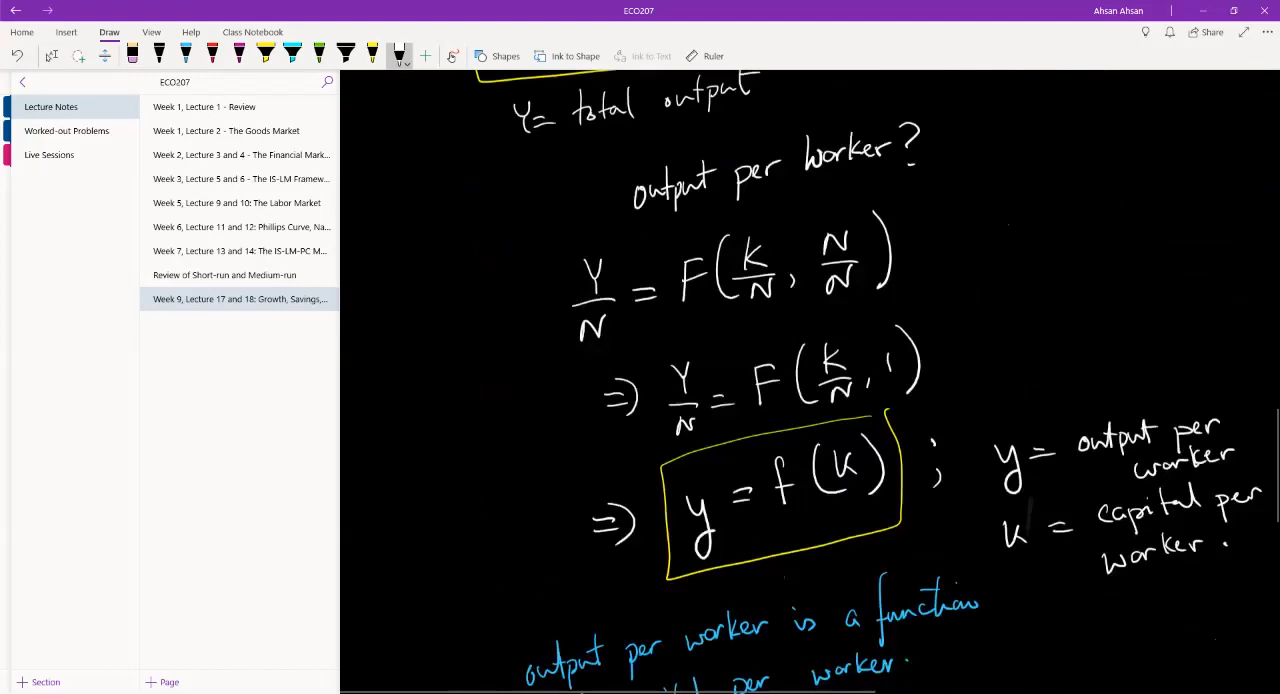 ECO207
Ahsan Ahsan
Home Insert Draw View Help Class Notebook
Share
Shapes Ink to Shape Ink to Text Ruler
ECO207
Lecture Notes
Worked-out Problems
Live Sessions
Week 1, Lecture 1 - Review
Week 1, Lecture 2 - The Goods Market
Week 2, Lecture 3 and 4 - The Financial Mark...
Week 3, Lecture 5 and 6 - The IS-LM Framew...
Week 5, Lecture 9 and 10: The Labor Market
Week 6, Lecture 11 and 12: Phillips Curve, Na...
Week 7, Lecture 13 and 14: The IS-LM-PC M...
Review of Short-run and Medium-run
Week 9, Lecture 17 and 18: Growth, Savings,...
+ Section
+ Page
Y = total output
output per worker?
Y/N = F(K/N, N/N)
=> Y/N = F(K/N, 1)
=> y = f(k) ; y = output per worker
k = capital per worker.
output per worker is a function
per worker.